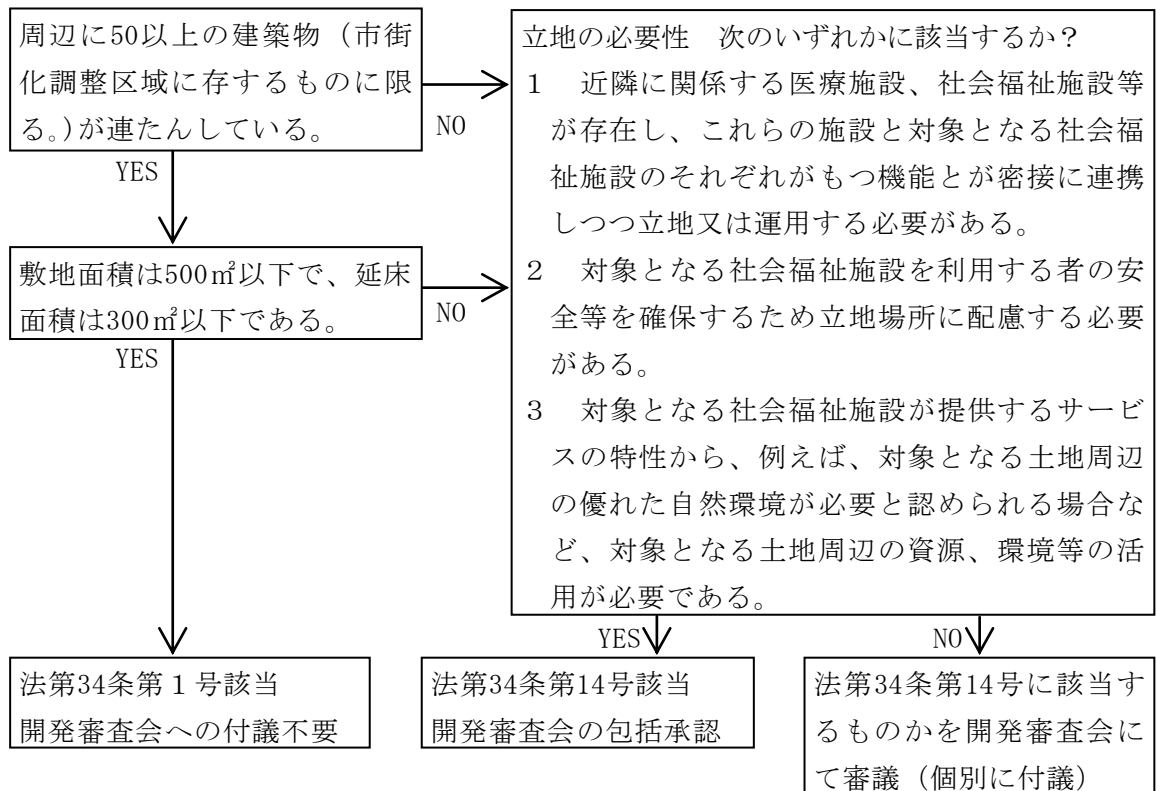 周辺に50以上の建築物（市街
化調整区域に存するものに限
る。）が連たんしている。
NO
YES
敷地面積は500㎡以下で、延床
面積は300㎡以下である。
NO
YES
立地の必要性　次のいずれかに該当するか？
１　近隣に関係する医療施設、社会福祉施設等
が存在し、これらの施設と対象となる社会福
祉施設のそれぞれがもつ機能とが密接に連携
しつつ立地又は運用する必要がある。
２　対象となる社会福祉施設を利用する者の安
全等を確保するため立地場所に配慮する必要
がある。
３　対象となる社会福祉施設が提供するサービ
スの特性から、例えば、対象となる土地周辺
の優れた自然環境が必要と認められる場合な
ど、対象となる土地周辺の資源、環境等の活
用が必要である。
YES
NO
法第34条第１号該当
開発審査会への付議不要
法第34条第14号該当
開発審査会の包括承認
法第34条第14号に該当す
るものかを開発審査会に
て審議（個別に付議）